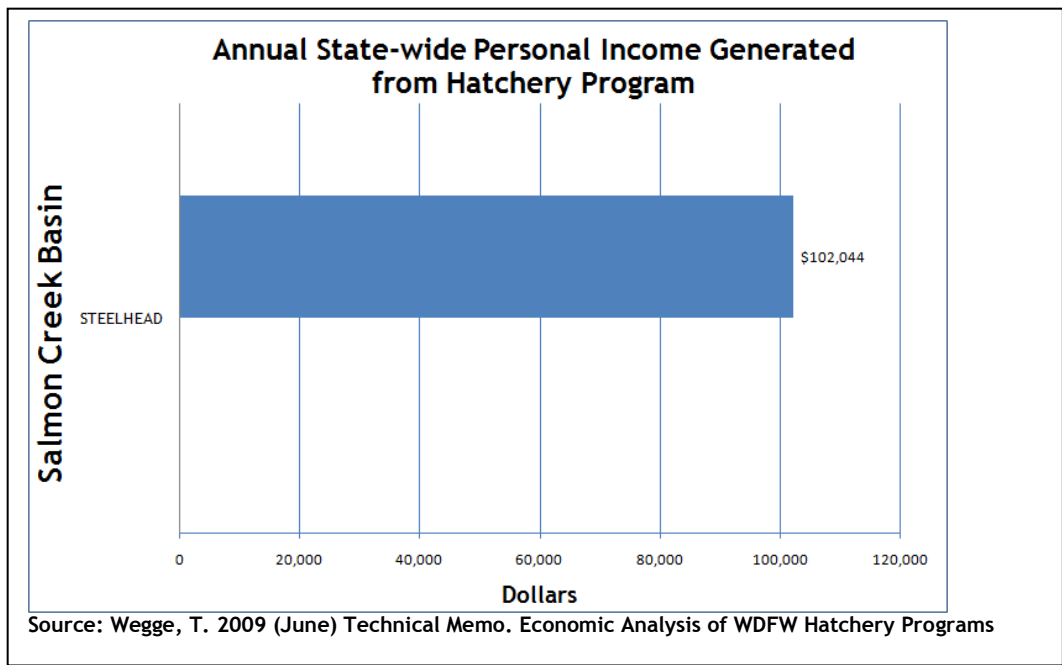 Annual State-wide Personal Income Generated
from Hatchery Program
Salmon Creek Basin
STEELHEAD
$102,044
0 20,000 40,000 60,000 80,000 100,000 120,000
Dollars
Source: Wegge, T. 2009 (June) Technical Memo. Economic Analysis of WDFW Hatchery Programs